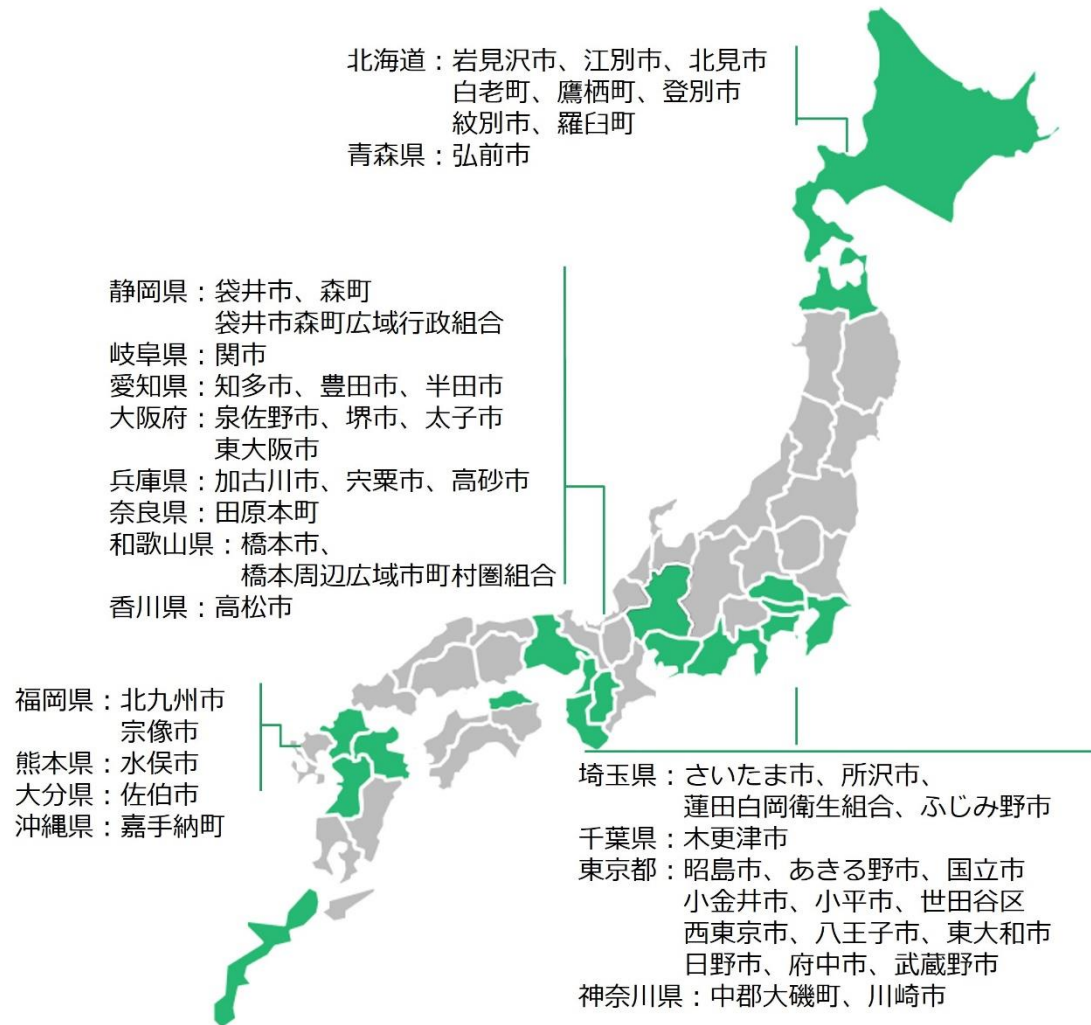 北海道：岩見沢市、江別市、北見市
白老町、鷹栖町、登別市
紋別市、羅臼町
青森県：弘前市
静岡県：袋井市、森町
袋井市森町広域行政組合
岐阜県：関市
愛知県：知多市、豊田市、半田市
大阪府：泉佐野市、堺市、太子市
東大阪市
兵庫県：加古川市、宍粟市、高砂市
奈良県：田原本町
和歌山県：橋本市、
橋本周辺広域市町村圏組合
香川県：高松市
福岡県：北九州市
宗像市
熊本県：水俣市
大分県：佐伯市
沖縄県：嘉手納町
埼玉県：さいたま市、所沢市、
蓮田白岡衛生組合、ふじみ野市
千葉県：木更津市
東京都：昭島市、あきる野市、国立市
小金井市、小平市、世田谷区
西東京市、八王子市、東大和市
日野市、府中市、武蔵野市
神奈川県：中郡大磯町、川崎市